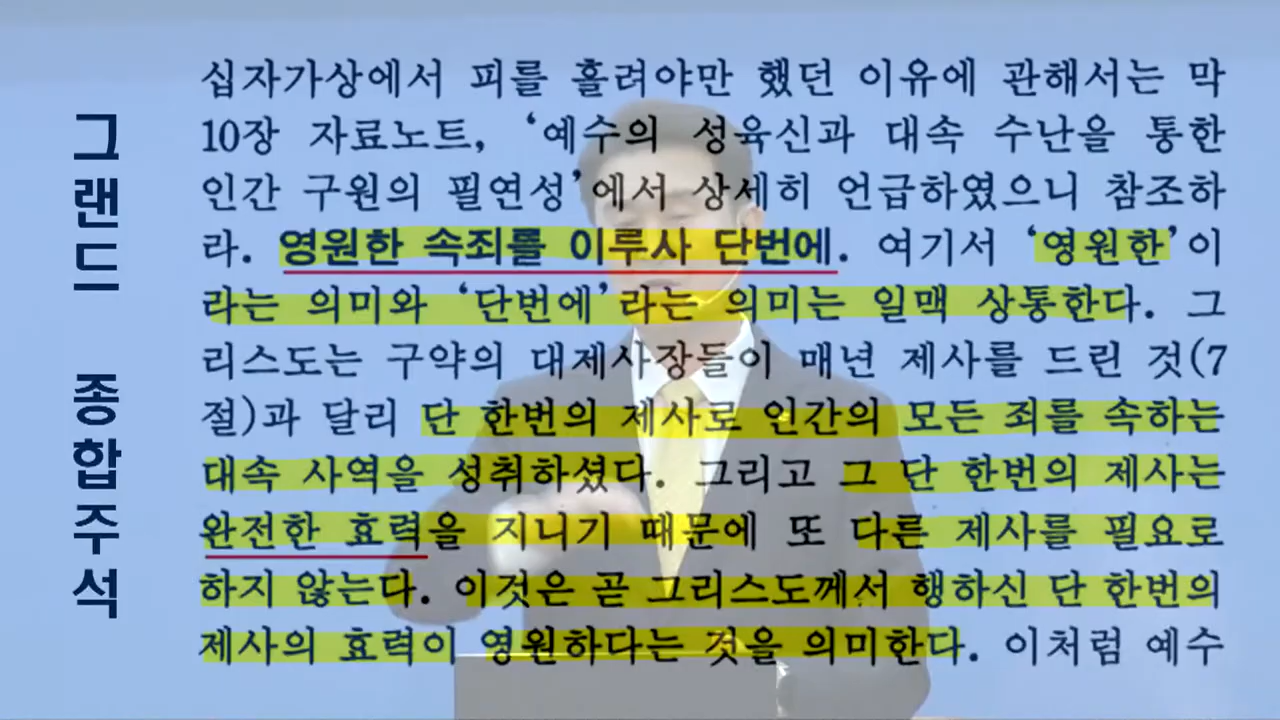 그랜드 종합주석
십자가상에서 피를 흘려야만 했던 이유에 관해서는 막
10장 자료노트, ‘예수의 성육신과 대속 수난을 통한
인간 구원의 필연성’에서 상세히 언급하였으니 참조하
라. 영원한 속죄를 이루사 단번에. 여기서 ‘영원한’이
라는 의미와 ‘단번에’라는 의미는 일맥 상통한다. 그
리스도는 구약의 대제사장들이 매년 제사를 드린 것(7
절)과 달리 단 한번의 제사로 인간의 모든 죄를 속하는
대속 사역을 성취하셨다. 그리고 그 단 한번의 제사는
완전한 효력을 지니기 때문에 또 다른 제사를 필요로
하지 않는다. 이것은 곧 그리스도께서 행하신 단 한번의
제사의 효력이 영원하다는 것을 의미한다. 이처럼 예수